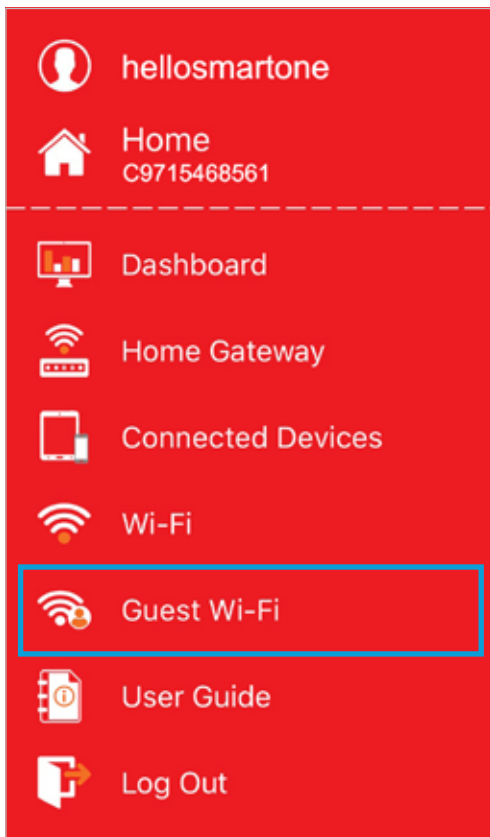 hellosmartone
Home
C9715468561
Dashboard
Home Gateway
Connected Devices
Wi-Fi
Guest Wi-Fi
User Guide
Log Out